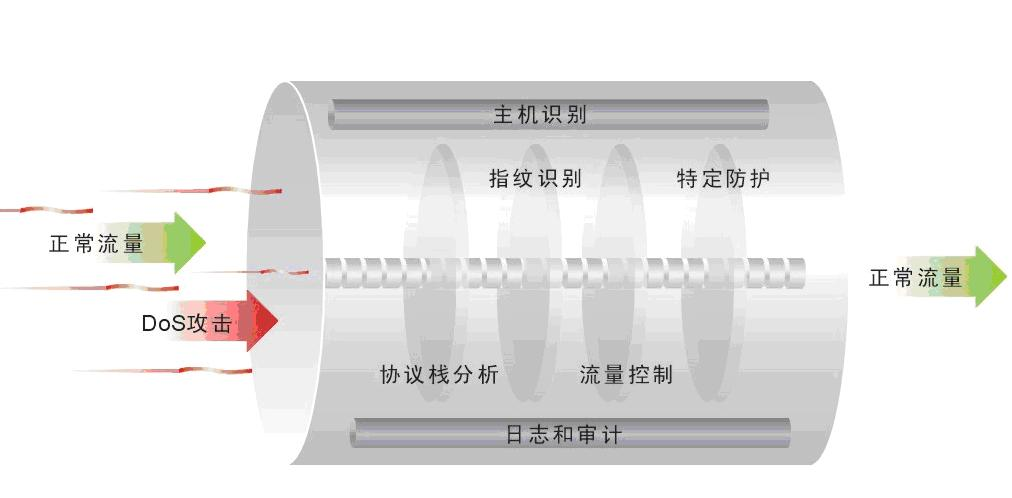 主机识别
指纹识别
特定防护
正常流量
正常流量
DoS攻击
协议栈分析
流量控制
日志和审计